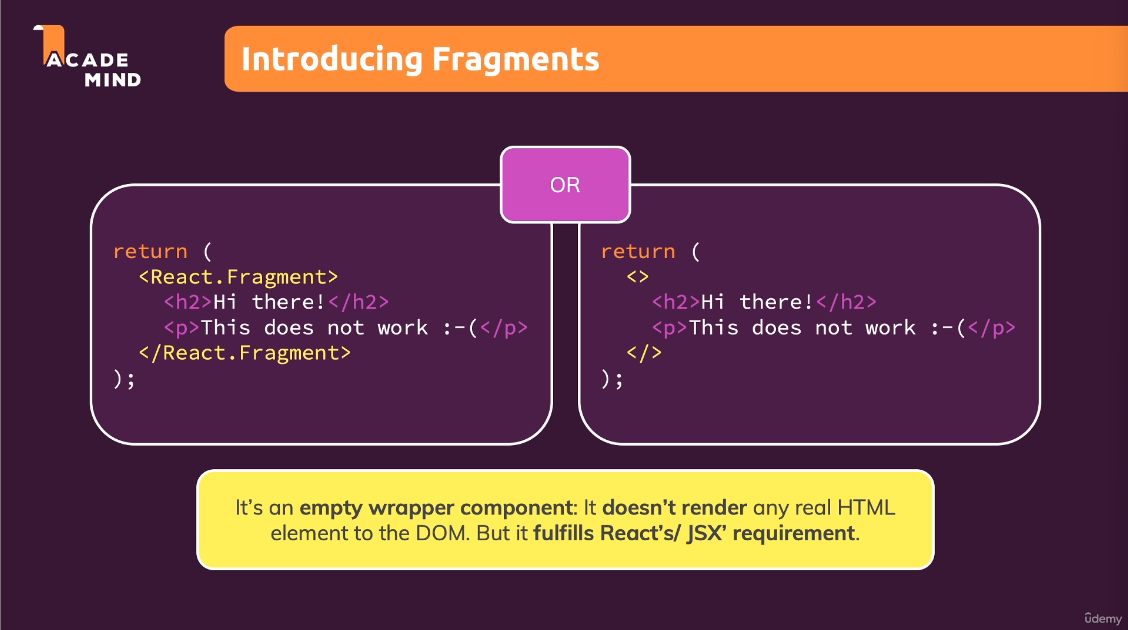 ACADE
MIND
Introducing Fragments
OR
return (
<React.Fragment>
<h2>Hi there!</h2>
<p>This does not work :-(</p>
</React.Fragment>
);
return (
<>
<h2>Hi there!</h2>
<p>This does not work :-(</p>
</>
);
It’s an empty wrapper component: It doesn’t render any real HTML
element to the DOM. But it fulfills React’s/ JSX’ requirement.
ûdemy